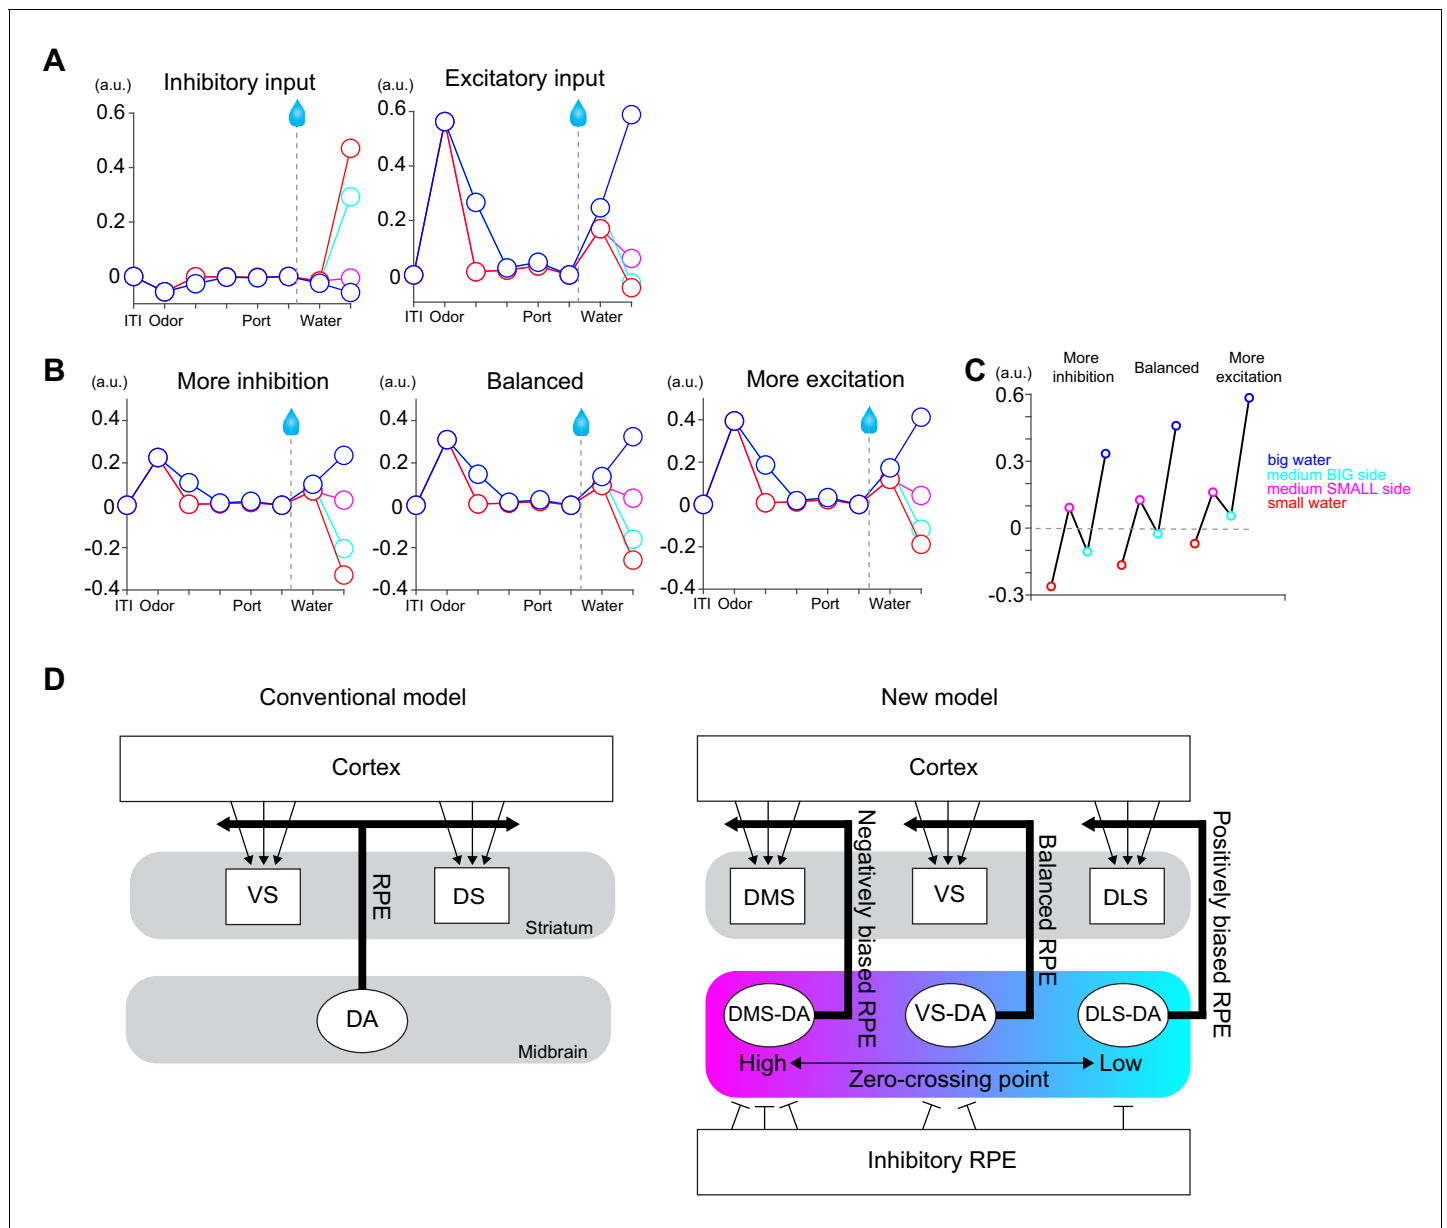 A
(a.u.)
Inhibitory input
0.6
0.4
0.2
0
ITI Odor Port Water
Excitatory input
(a.u.)
0.6
0.4
0.2
0
ITI Odor Port Water
B
(a.u.)
More inhibition
0.4
0.2
0
-0.2
-0.4
ITI Odor Port Water
(a.u.)
Balanced
0.4
0.2
0
-0.2
-0.4
ITI Odor Port Water
(a.u.)
More excitation
0.4
0.2
0
-0.2
-0.4
ITI Odor Port Water
C
(a.u.)
More
inhibition
Balanced
More
excitation
0.6
0.3
0
-0.3
big water
medium BIG side
medium SMALL side
small water
D
Conventional model
Cortex
VS
RPE
DS
Striatum
DA
Midbrain
New model
Cortex
DMS
Negatively biased RPE
VS
Balanced RPE
DLS
Positively biased RPE
DMS-DA
VS-DA
DLS-DA
High
Low
Zero-crossing point
Inhibitory RPE